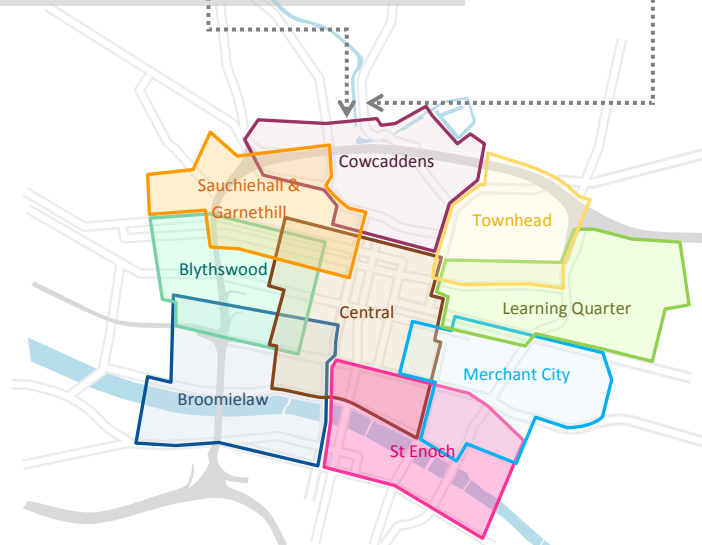 Cowcaddens
Sauchiehall &
Garnethill
Townhead
Blythswood
Central
Learning Quarter
Merchant City
Broomielaw
St Enoch